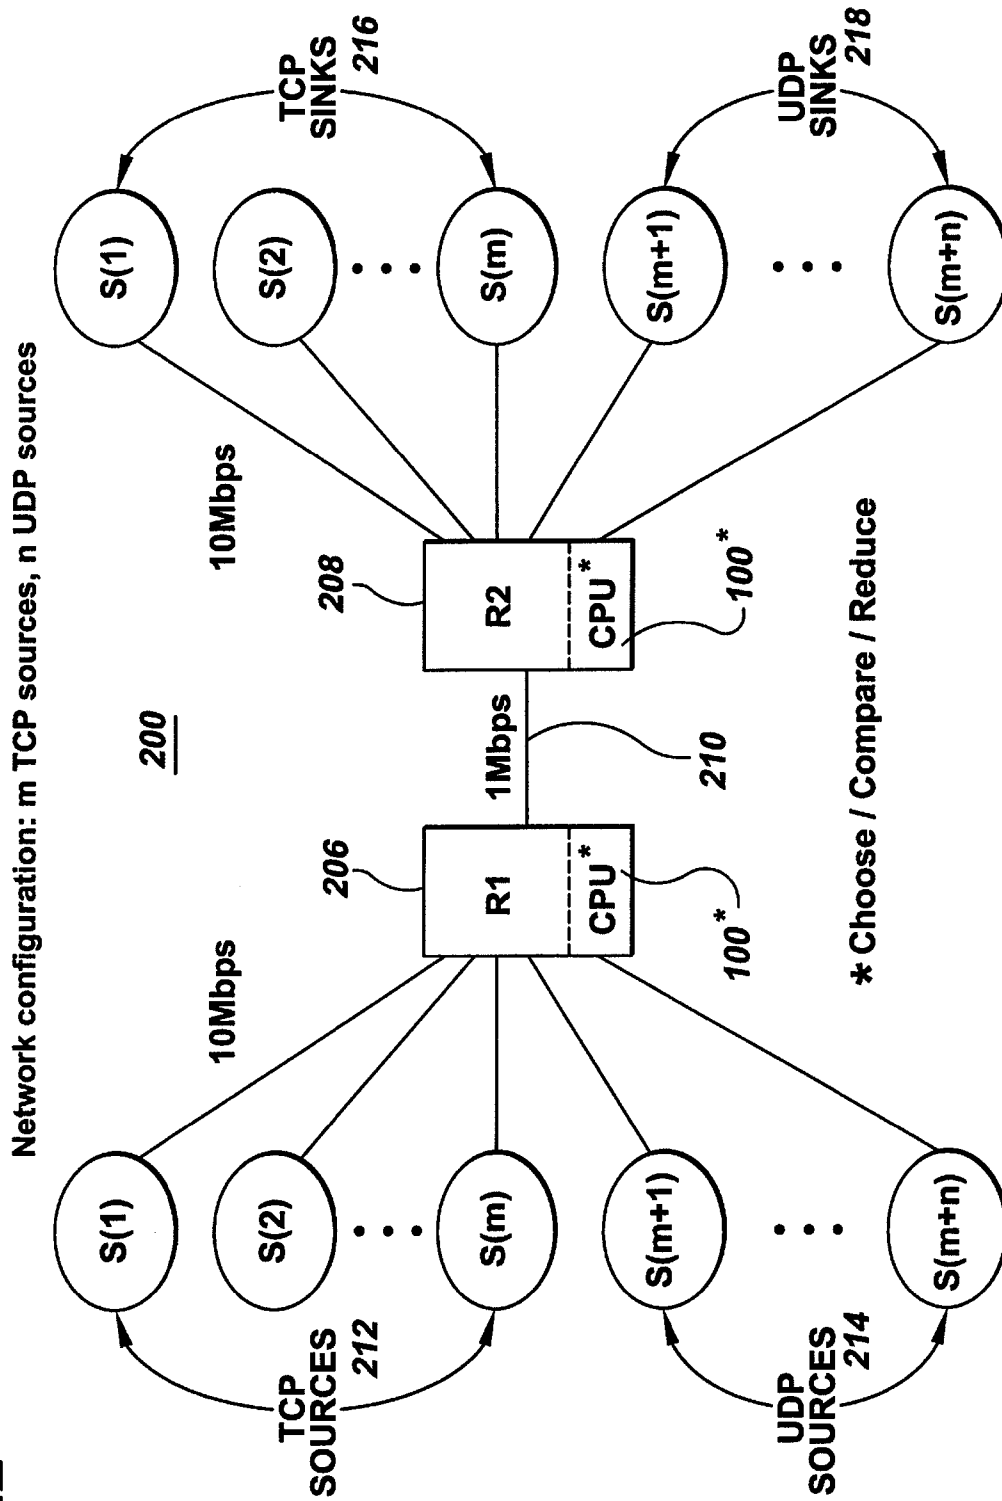 Network configuration: m TCP sources, n UDP sources
200
10Mbps
10Mbps
TCP
SOURCES
212
S(1)
S(2)
S(m)
UDP
SOURCES
214
S(m+1)
S(m+n)
206
R1
CPU*
100*
1Mbps
210
208
R2
CPU*
100*
S(1)
S(2)
S(m)
TCP
SINKS
216
S(m+1)
S(m+n)
UDP
SINKS
218
* Choose / Compare / Reduce